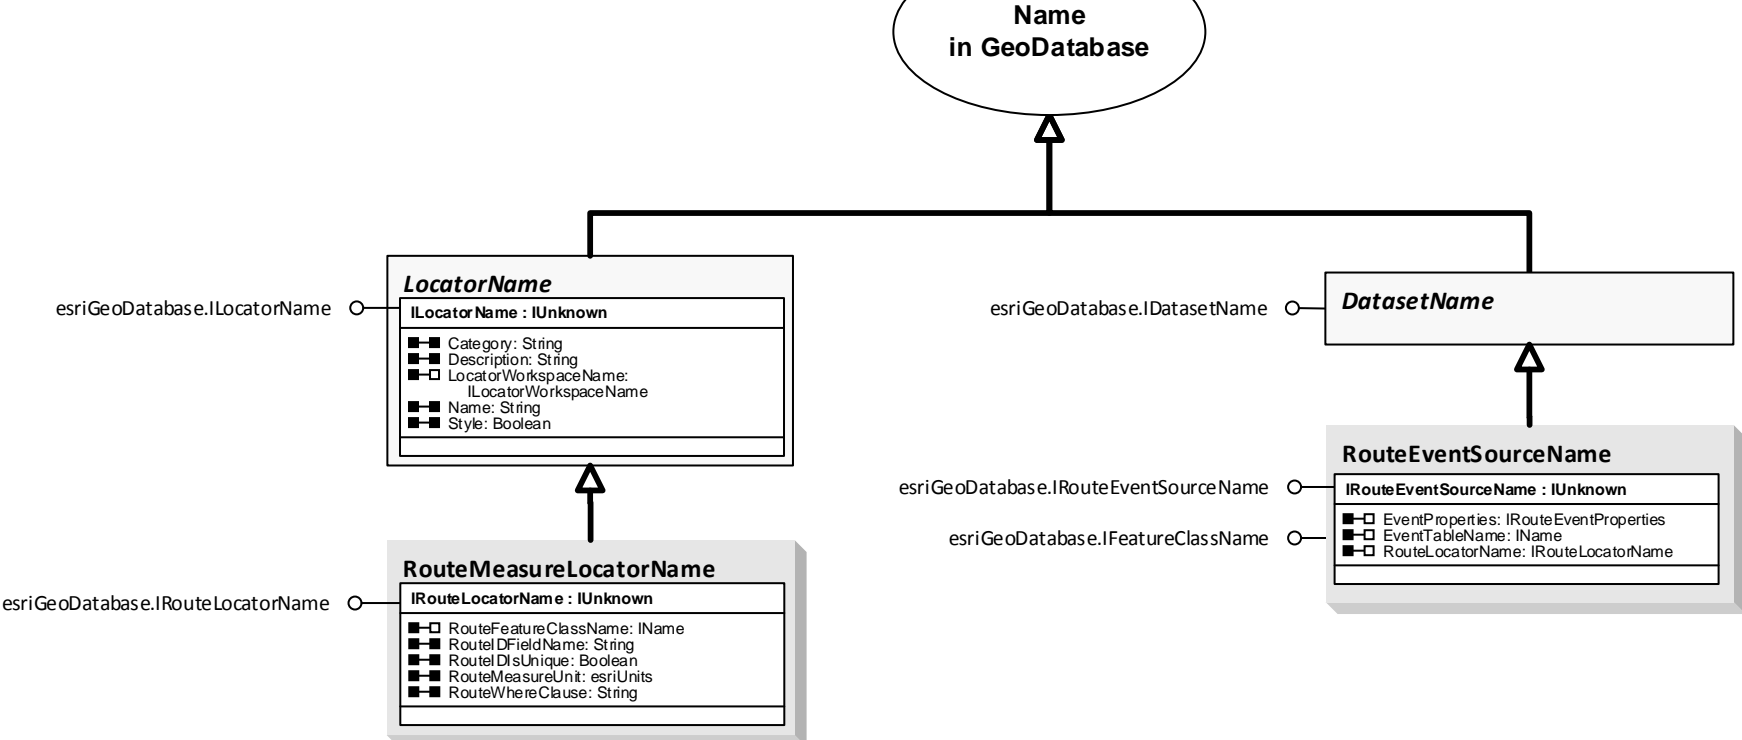 Name
in GeoDatabase
LocatorName
esriGeoDatabase.ILocatorName
ILocatorName : IUnknown
Category: String
Description: String
LocatorWorkspaceName:
ILocatorWorkspaceName
Name: String
Style: Boolean
RouteMeasureLocatorName
esriGeoDatabase.IRouteLocatorName
IRouteLocatorName : IUnknown
RouteFeatureClassName: IName
RouteIDFieldName: String
RouteIDIsUnique: Boolean
RouteMeasureUnit: esriUnits
RouteWhereClause: String
DatasetName
esriGeoDatabase.IDatasetName
RouteEventSourceName
esriGeoDatabase.IRouteEventSourceName
IRouteEventSourceName : IUnknown
esriGeoDatabase.IFeatureClassName
EventProperties: IRouteEventProperties
EventTableName: IName
RouteLocatorName: IRouteLocatorName